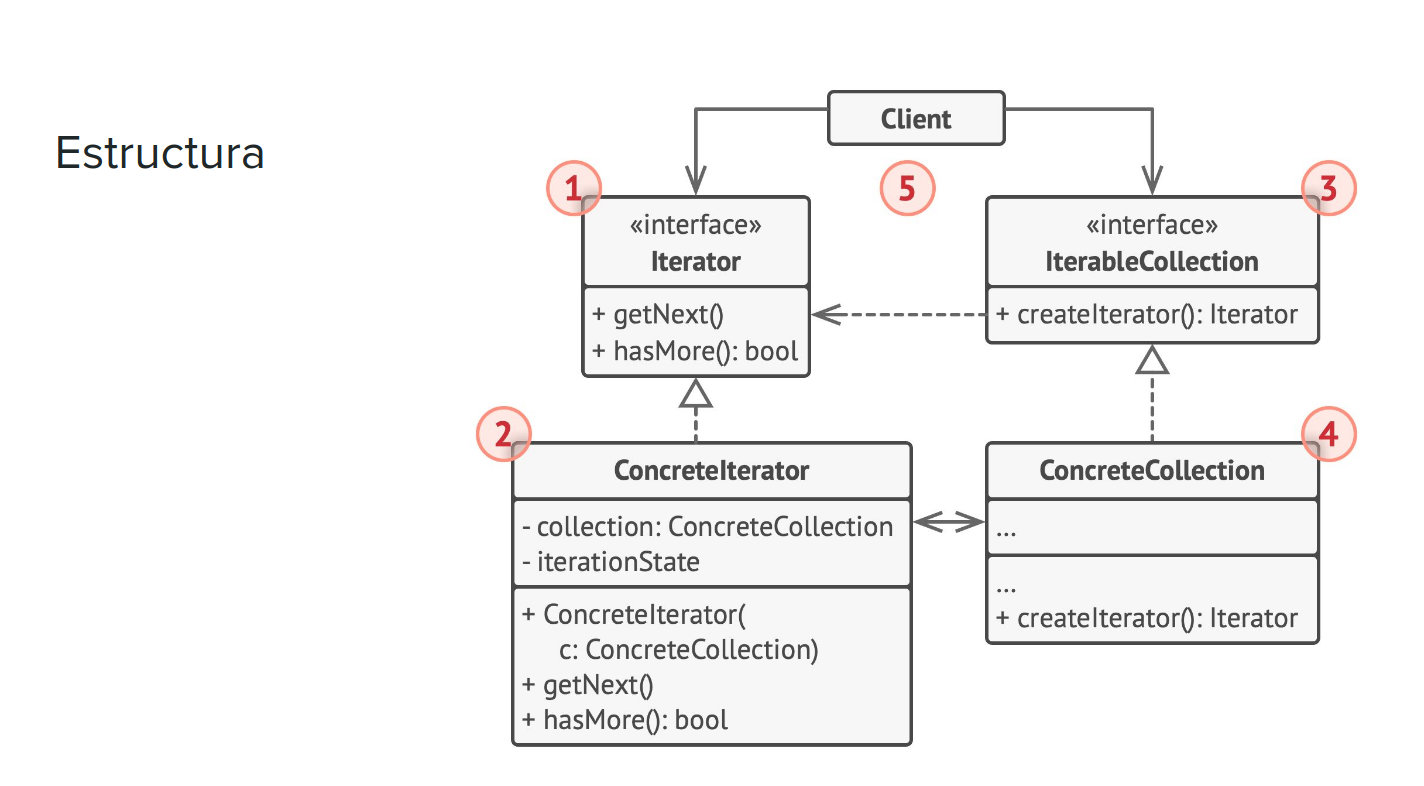 Estructura
Client
1
5
3
«interface»
Iterator
+ getNext()
+ hasMore(): bool
«interface»
IterableCollection
+ createIterator(): Iterator
2
ConcreteIterator
- collection: ConcreteCollection
- iterationState
+ ConcreteIterator(
c: ConcreteCollection)
+ getNext()
+ hasMore(): bool
4
ConcreteCollection
...
...
+ createIterator(): Iterator